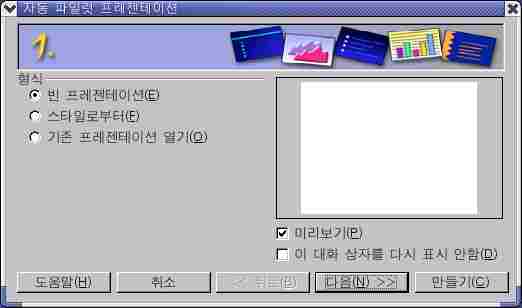 자동 파일럿 프레젠테이션
1.
형식
빈 프레젠테이션(E)
스타일로부터(F)
기존 프레젠테이션 열기(O)
미리보기(P)
이 대화 상자를 다시 표시 안함(D)
도움말(H) 취소 << 뒤로(B) 다음(N) >> 만들기(C)